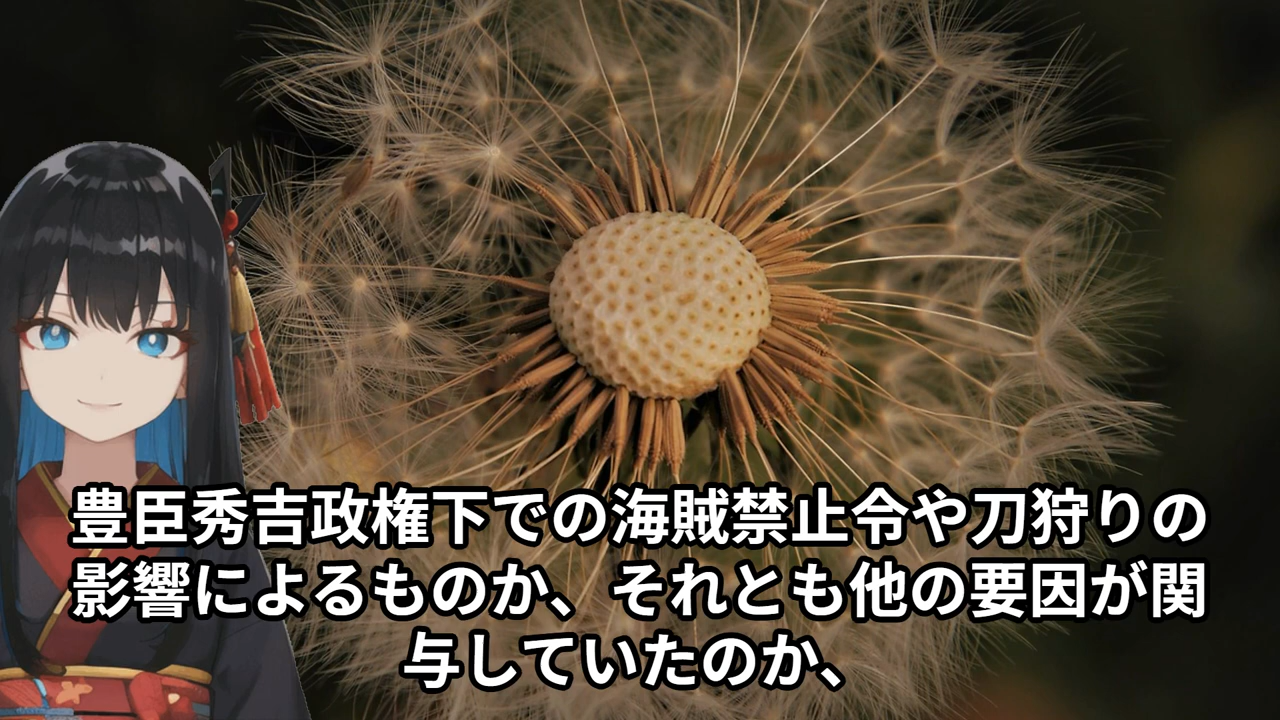 豊臣秀吉政権下での海賊禁止令や刀狩りの
影響によるものか、それとも他の要因が関
与していたのか、